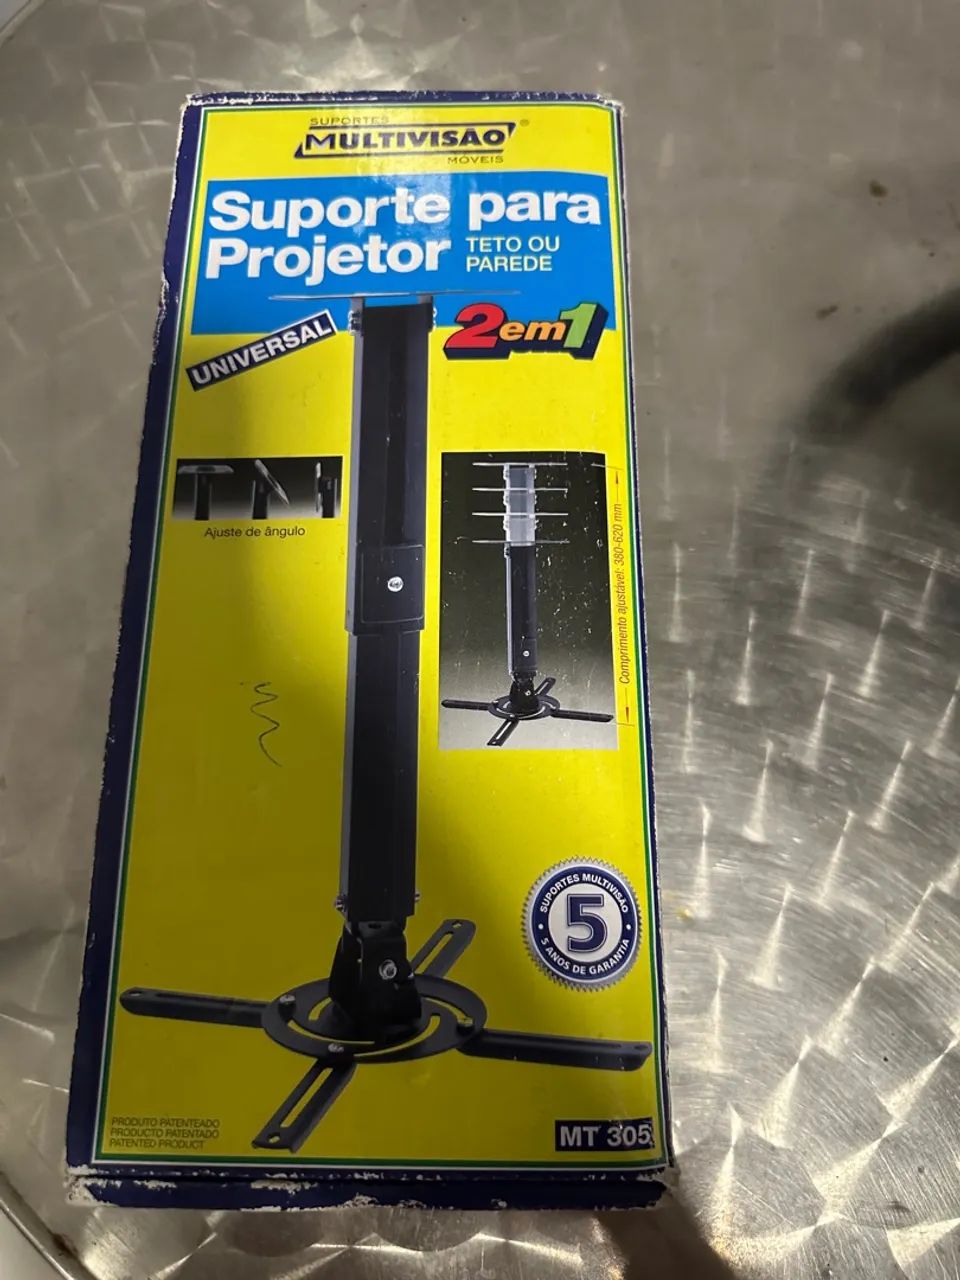 SUPORTES
MULTIVISÃO®
MÓVEIS
Suporte para
Projetor TETO OU
PAREDE
2em1
UNIVERSAL
Ajuste de ângulo
Comprimento ajustável: 380-620 mm
SUPORTES MULTIVISÃO
5
5 ANOS DE GARANTIA
PRODUTO PATENTEADO
PRODUCTO PATENTADO
PATENTED PRODUCT
MT 305